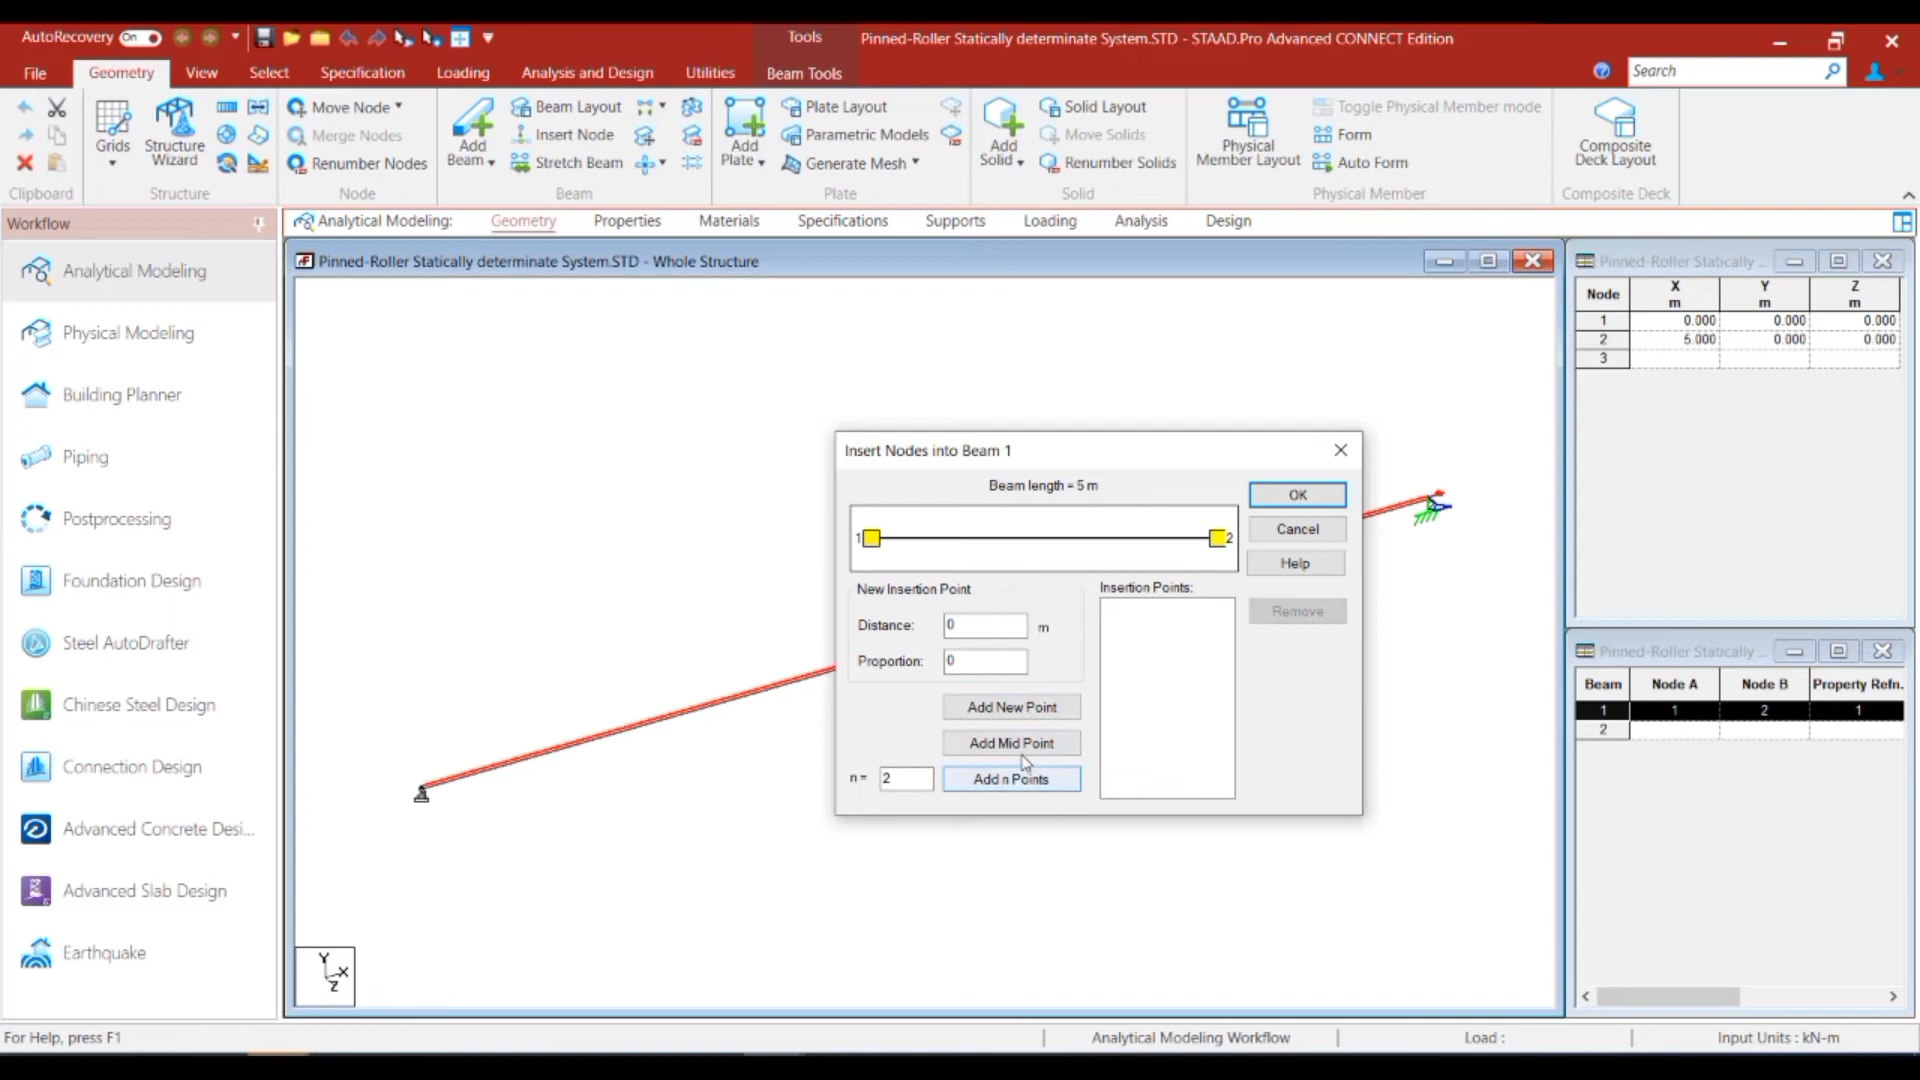 AutoRecovery On
Tools
Pinned-Roller Statically determinate System.STD - STAAD.Pro Advanced CONNECT Edition
File Geometry View Select Specification Loading Analysis and Design Utilities Beam Tools
Search
Grids
Structure Wizard
Move Node
Merge Nodes
Renumber Nodes
Add Beam
Beam Layout
Insert Node
Stretch Beam
Add Plate
Plate Layout
Parametric Models
Generate Mesh
Add Solid
Solid Layout
Move Solids
Renumber Solids
Physical Member Layout
Toggle Physical Member mode
Form
Auto Form
Composite Deck Layout
Clipboard Structure Node Beam Plate Solid Physical Member Composite Deck
Workflow
Analytical Modeling: Geometry Properties Materials Specifications Supports Loading Analysis Design
Analytical Modeling
Physical Modeling
Building Planner
Piping
Postprocessing
Foundation Design
Steel AutoDrafter
Chinese Steel Design
Connection Design
Advanced Concrete Desi...
Advanced Slab Design
Earthquake
Pinned-Roller Statically determinate System.STD - Whole Structure
Insert Nodes into Beam 1
Beam length = 5 m
1 2
OK
Cancel
Help
Remove
New Insertion Point
Distance: 0 m
Proportion: 0
Add New Point
Add Mid Point
n = 2 Add n Points
Insertion Points:
Y
X
Z
Pinned-Roller Statically ...
Node X m Y m Z m
1 0.000 0.000 0.000
2 5.000 0.000 0.000
3
Pinned-Roller Statically ...
Beam Node A Node B Property Refn.
1 1 2 1
2
For Help, press F1
Analytical Modeling Workflow
Load :
Input Units : kN-m